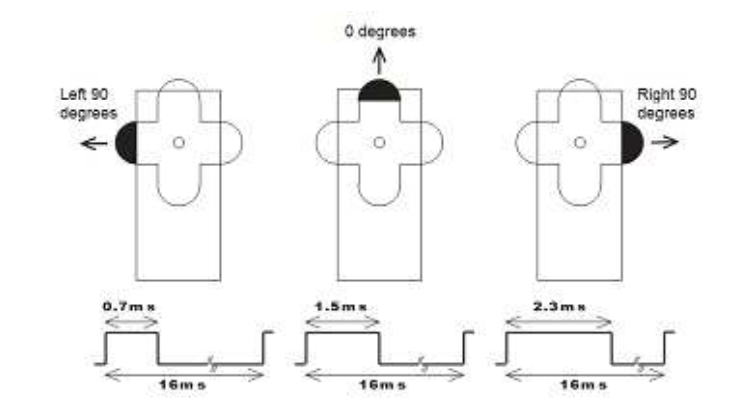 0 degrees
Left 90
degrees
Right 90
degrees
0.7ms
1.5ms
2.3ms
16ms
16ms
16ms